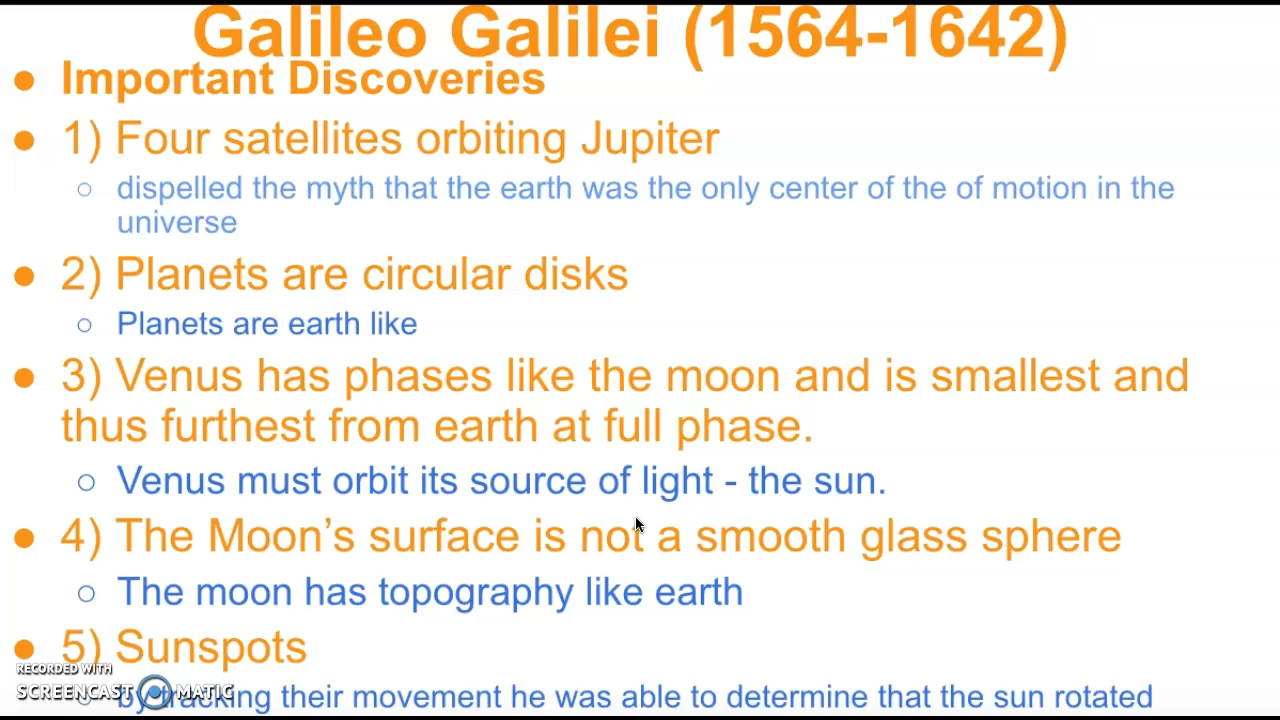 Galileo Galilei (1564-1642)
● Important Discoveries
● 1) Four satellites orbiting Jupiter
○ dispelled the myth that the earth was the only center of the of motion in the
universe
● 2) Planets are circular disks
○ Planets are earth like
● 3) Venus has phases like the moon and is smallest and
thus furthest from earth at full phase.
○ Venus must orbit its source of light - the sun.
● 4) The Moon’s surface is not a smooth glass sphere
○ The moon has topography like earth
● 5) Sunspots
○ by tracking their movement he was able to determine that the sun rotated
RECORDED WITH
SCREENCAST MATIC